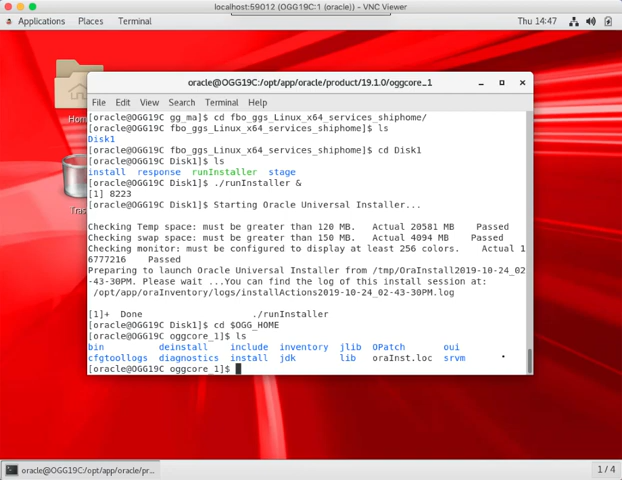 localhost:59012 (OGG19C:1 (oracle)) - VNC Viewer
Applications Places Terminal Thu 14:47
oracle@OGG19C:/opt/app/oracle/product/19.1.0/oggcore_1
File Edit View Search Terminal Help
[oracle@OGG19C gg_ma]$ cd fbo_ggs_Linux_x64_services_shiphome/
[oracle@OGG19C fbo_ggs_Linux_x64_services_shiphome]$ ls
Disk1
[oracle@OGG19C fbo_ggs_Linux_x64_services_shiphome]$ cd Disk1
[oracle@OGG19C Disk1]$ ls
install response runInstaller stage
[oracle@OGG19C Disk1]$ ./runInstaller &
[1] 8223
[oracle@OGG19C Disk1]$ Starting Oracle Universal Installer...
Checking Temp space: must be greater than 120 MB. Actual 20581 MB Passed
Checking swap space: must be greater than 150 MB. Actual 4094 MB Passed
Checking monitor: must be configured to display at least 256 colors. Actual 1
6777216 Passed
Preparing to launch Oracle Universal Installer from /tmp/OraInstall2019-10-24_02
-43-30PM. Please wait ...You can find the log of this install session at:
/opt/app/oraInventory/logs/installActions2019-10-24_02-43-30PM.log
[1]+ Done ./runInstaller
[oracle@OGG19C Disk1]$ cd $OGG_HOME
[oracle@OGG19C oggcore_1]$ ls
bin deinstall include inventory jlib OPatch oui
cfgtoollogs diagnostics install jdk lib oraInst.loc srvm
[oracle@OGG19C oggcore_1]$
oracle@OGG19C:/opt/app/oracle/pr...
1 / 4